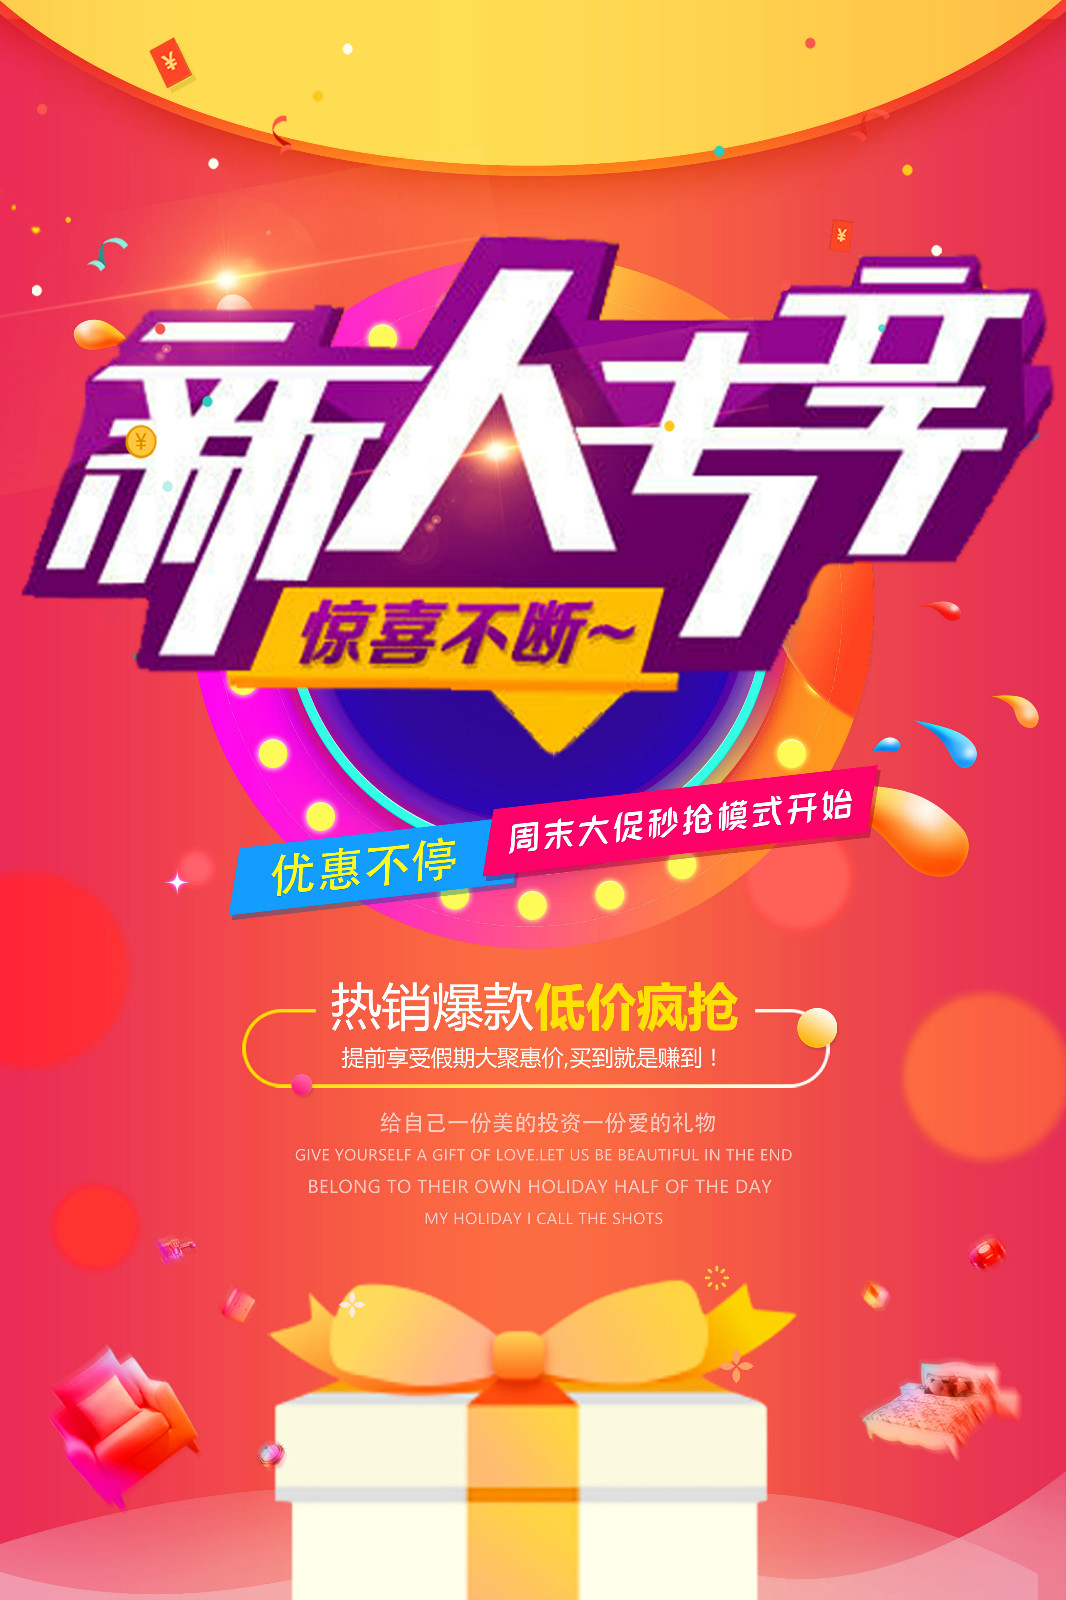 新人专享
惊喜不断~
优惠不停
周末大促秒抢模式开始
热销爆款低价疯抢
提前享受假期大聚惠价,买到就是赚到！
给自己一份美的投资一份爱的礼物
GIVE YOURSELF A GIFT OF LOVE.LET US BE BEAUTIFUL IN THE END
BELONG TO THEIR OWN HOLIDAY HALF OF THE DAY
MY HOLIDAY I CALL THE SHOTS